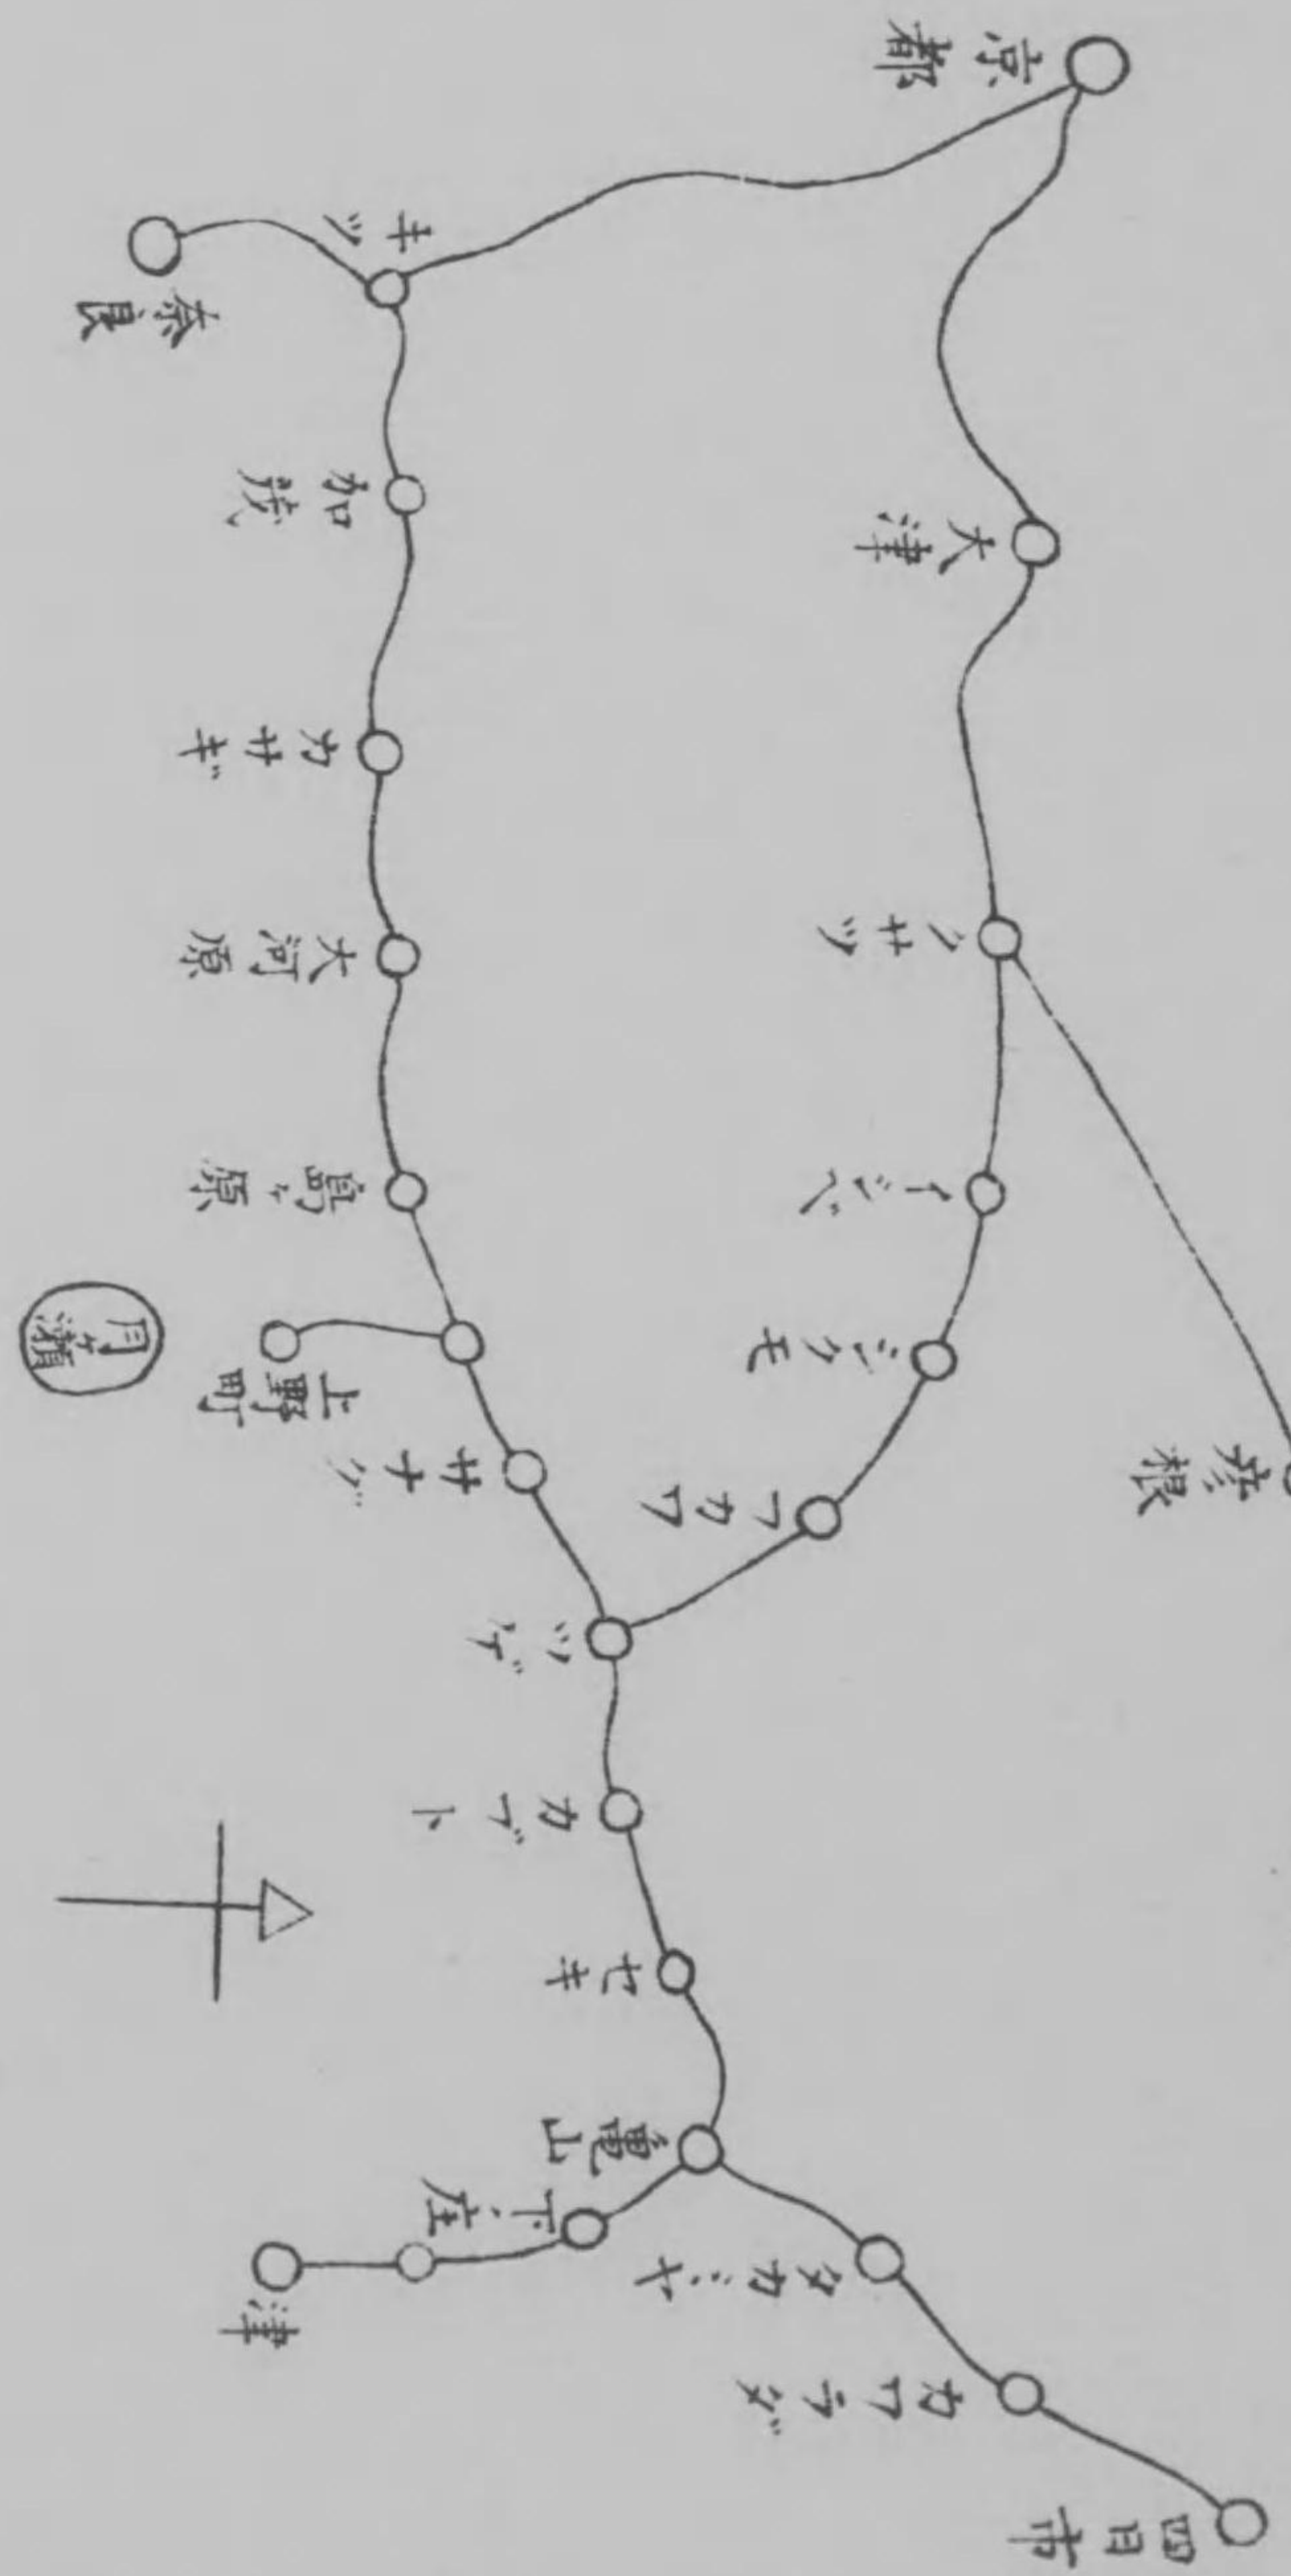 京都
キツ
奈良
加茂
カサギ
大河原
島ヶ原
上野町
月ヶ瀬
サナグ
ツゲ
カブト
セキ
亀山
下庄
津
タカミヤ
カワラダ
四日市
大津
クサツ
イシベ
ミクモ
フカワ
彦根